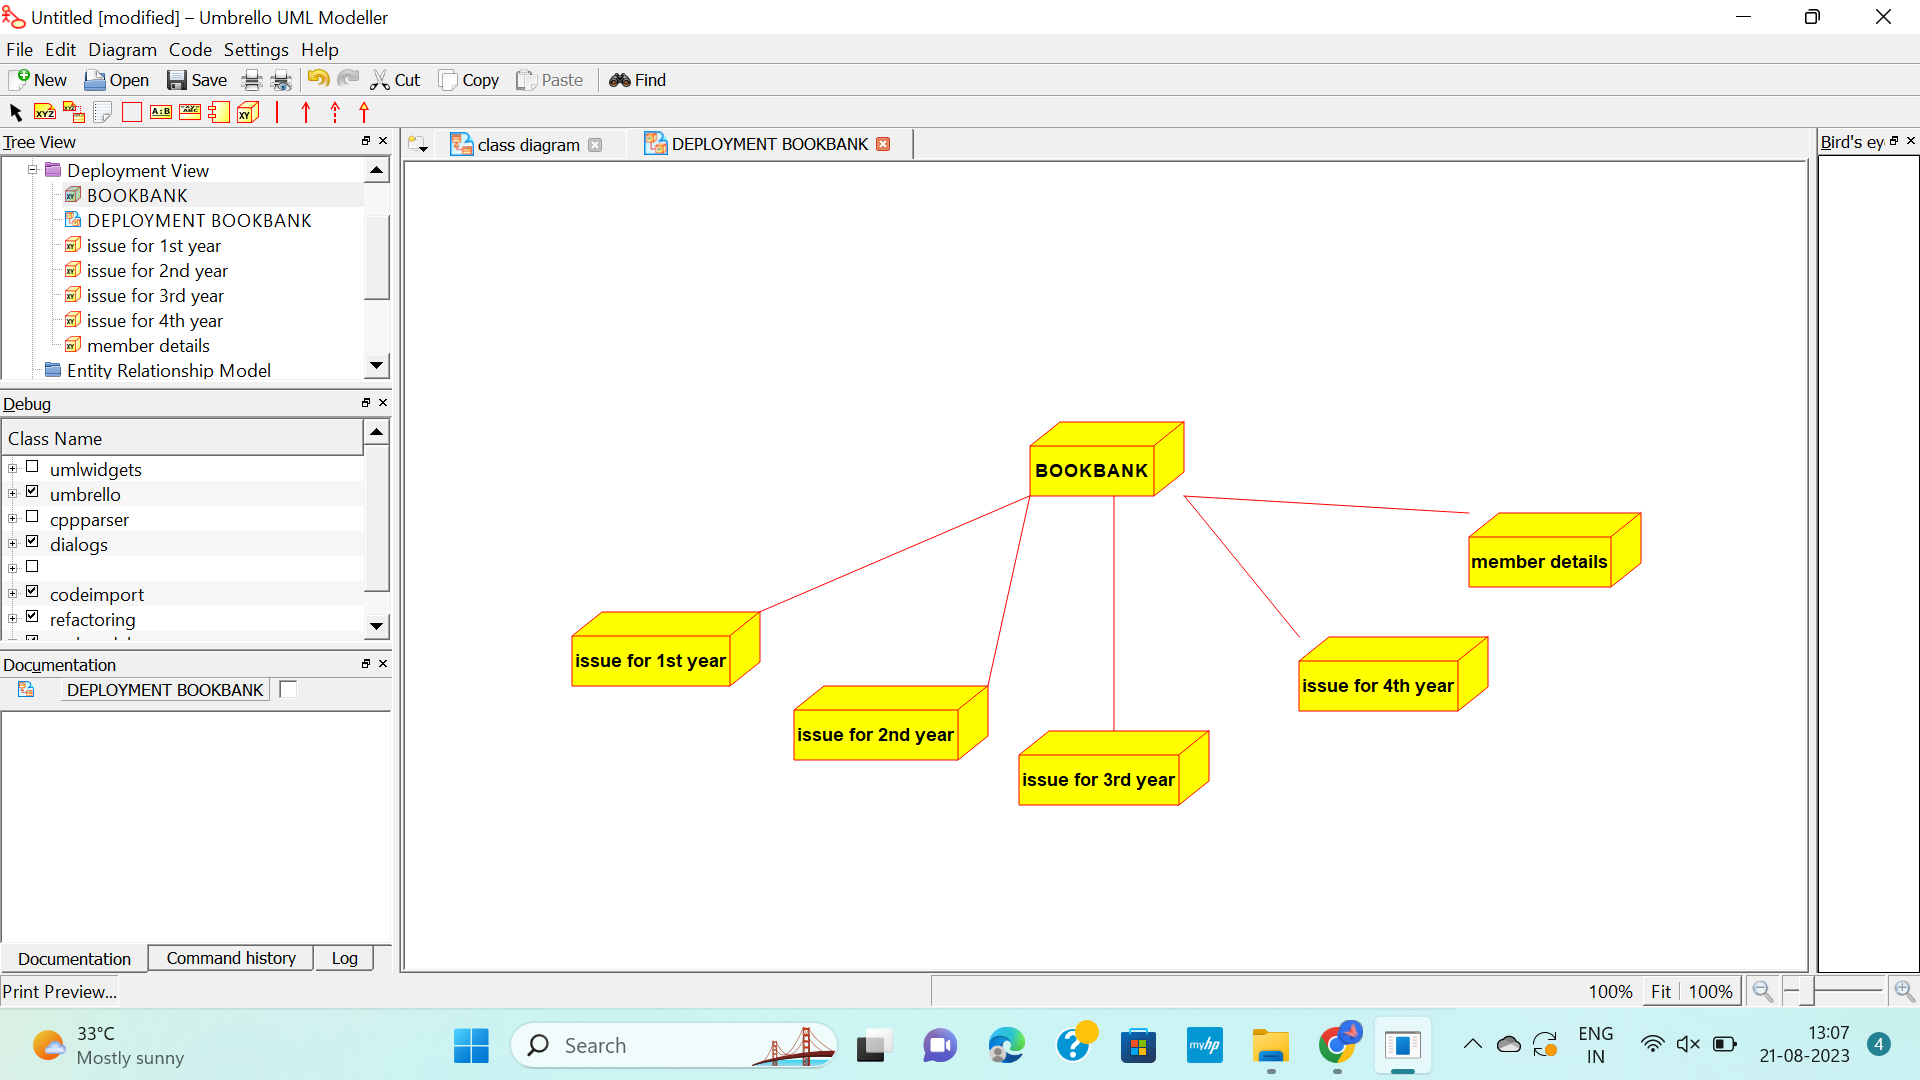 Untitled [modified] – Umbrello UML Modeller
File Edit Diagram Code Settings Help
New Open Save Cut Copy Paste Find
XYZ XYZ A:B ABC XY
Tree View
class diagram
DEPLOYMENT BOOKBANK
Bird's ey
Deployment View
BOOKBANK
DEPLOYMENT BOOKBANK
issue for 1st year
issue for 2nd year
issue for 3rd year
issue for 4th year
member details
Entity Relationship Model
Debug
Class Name
umlwidgets
umbrello
cppparser
dialogs
codeimport
refactoring
Documentation
DEPLOYMENT BOOKBANK
BOOKBANK
member details
issue for 1st year
issue for 4th year
issue for 2nd year
issue for 3rd year
Documentation Command history Log
Print Preview...
100% Fit 100%
33°C
Mostly sunny
Search
myhp
ENG
IN
13:07
21-08-2023
4